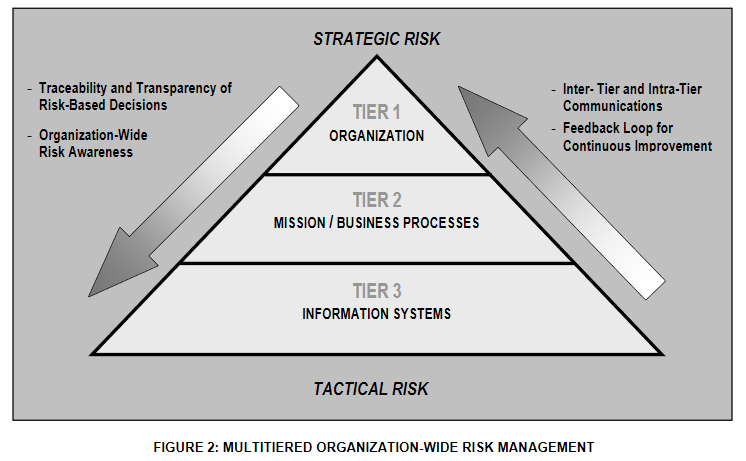 STRATEGIC RISK
- Traceability and Transparency of
Risk-Based Decisions
- Organization-Wide
Risk Awareness
- Inter- Tier and Intra-Tier
Communications
- Feedback Loop for
Continuous Improvement
TIER 1
ORGANIZATION
TIER 2
MISSION / BUSINESS PROCESSES
TIER 3
INFORMATION SYSTEMS
TACTICAL RISK
FIGURE 2: MULTITIERED ORGANIZATION-WIDE RISK MANAGEMENT